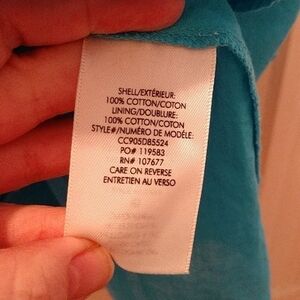 SHELL/EXTÉRIEUR:
100% COTTON/COTON
LINING/DOUBLURE:
100% COTTON/COTON
STYLE#/NUMÉRO DE MODÈLE:
CC905D85524
PO# 119583
RN# 107677
CARE ON REVERSE
ENTRETIEN AU VERSO